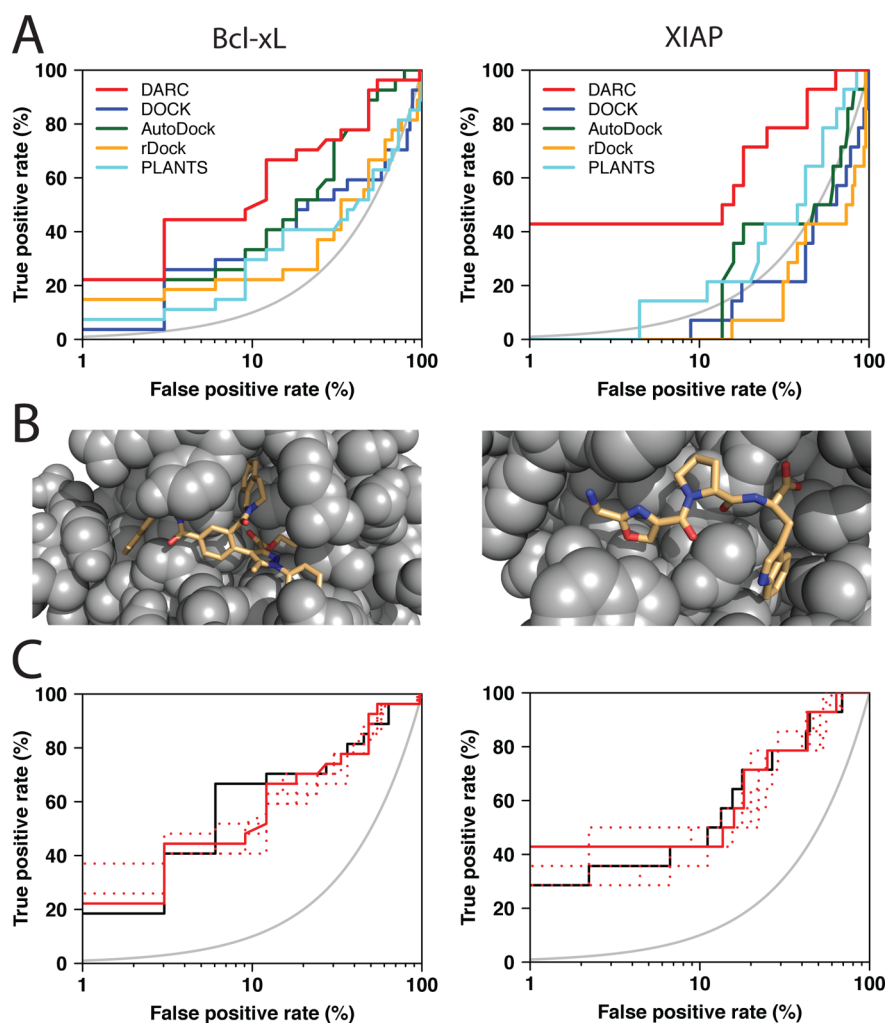 A
Bcl-xL
XIAP
True positive rate (%)
100
80
60
40
20
0
DARC
DOCK
AutoDock
rDock
PLANTS
1
10
100
False positive rate (%)
True positive rate (%)
100
80
60
40
20
0
DARC
DOCK
AutoDock
rDock
PLANTS
1
10
100
False positive rate (%)
B
C
True positive rate (%)
100
80
60
40
20
0
1
10
100
False positive rate (%)
True positive rate (%)
100
80
60
40
20
0
1
10
100
False positive rate (%)